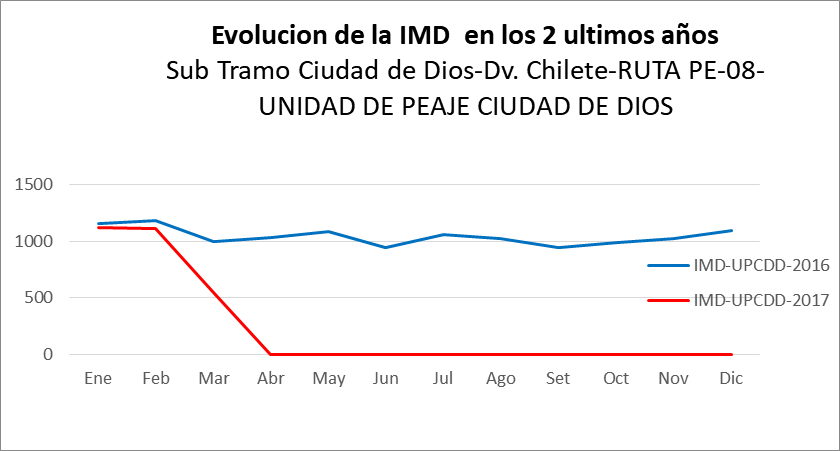 Evolucion de la IMD  en los 2 ultimos años
Sub Tramo Ciudad de Dios-Dv. Chilete-RUTA PE-08-
UNIDAD DE PEAJE CIUDAD DE DIOS
1500
1000
500
0
IMD-UPCDD-2016
IMD-UPCDD-2017
Ene Feb Mar Abr May Jun Jul Ago Set Oct Nov Dic